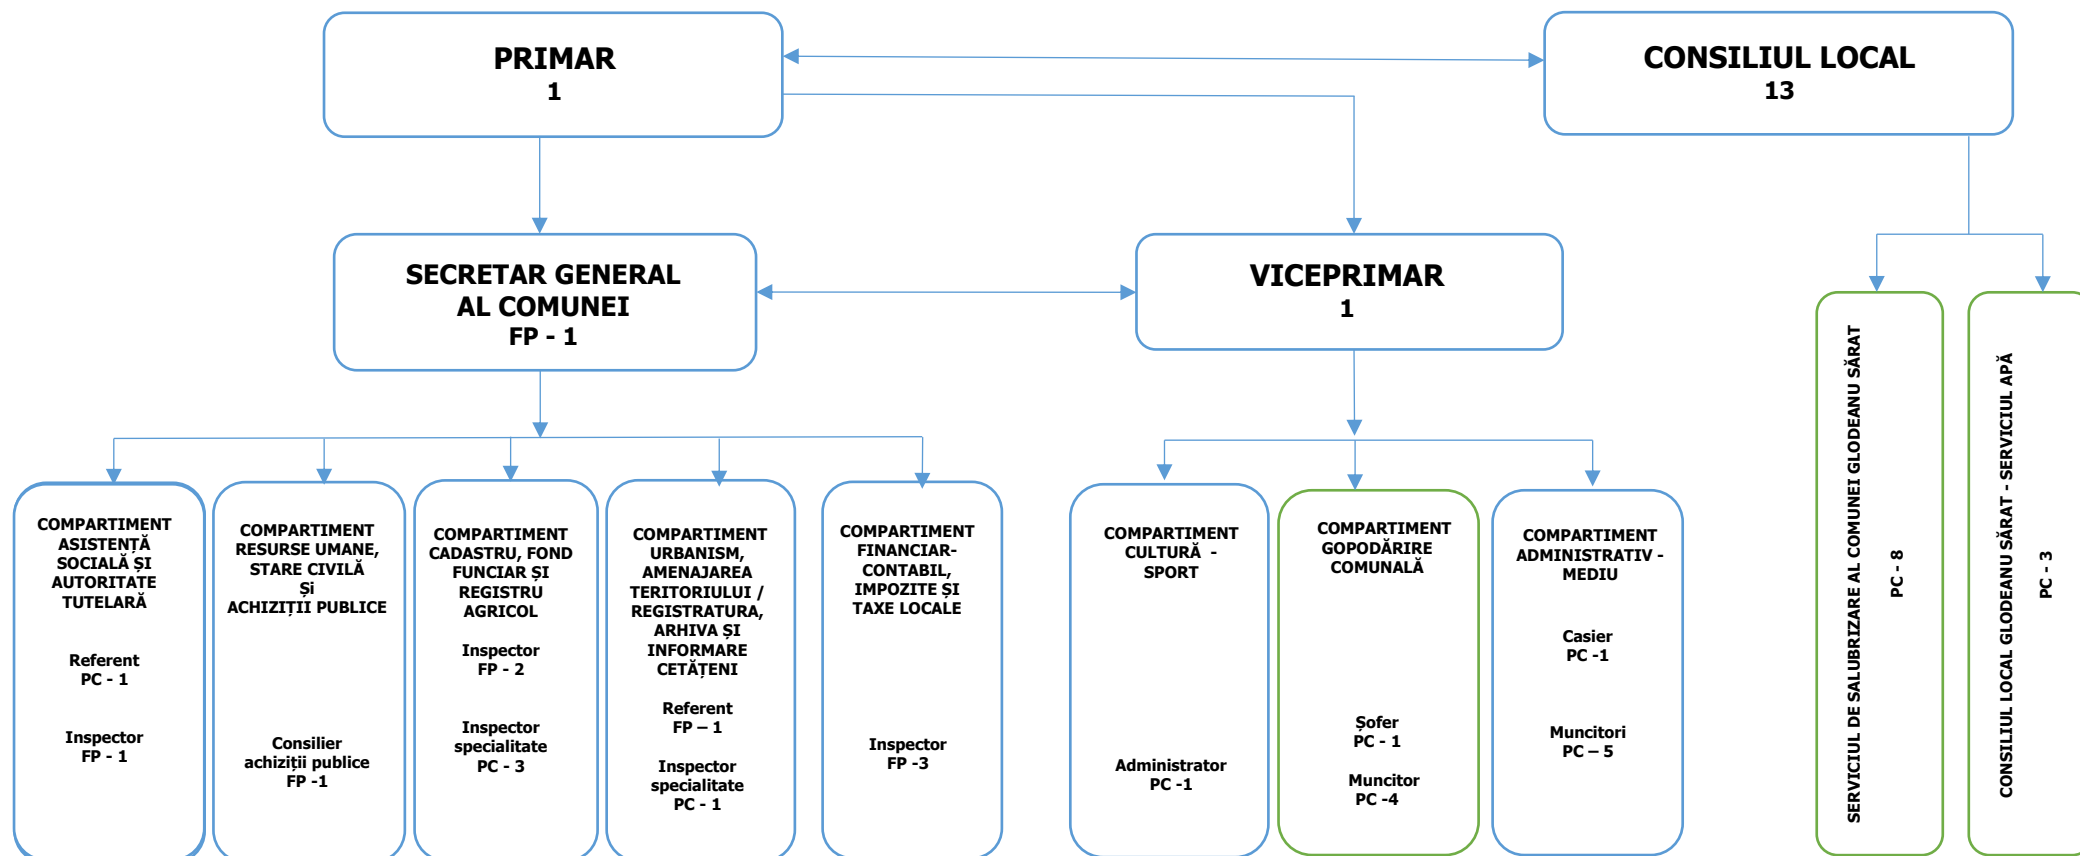 PRIMAR
1
CONSILIUL LOCAL
13
SECRETAR GENERAL
AL COMUNEI
FP - 1
VICEPRIMAR
1
COMPARTIMENT
ASISTENȚĂ
SOCIALĂ ȘI
AUTORITATE
TUTELARĂ
Referent
PC - 1
Inspector
FP - 1
COMPARTIMENT
RESURSE UMANE,
STARE CIVILĂ
Și
ACHIZIȚII PUBLICE
Consilier
achiziții publice
FP -1
COMPARTIMENT
CADASTRU, FOND
FUNCIAR ȘI
REGISTRU
AGRICOL
Inspector
FP - 2
Inspector
specialitate
PC - 3
COMPARTIMENT
URBANISM,
AMENAJAREA
TERITORIULUI /
REGISTRATURA,
ARHIVA ȘI
INFORMARE
CETĂȚENI
Referent
FP – 1
Inspector
specialitate
PC - 1
COMPARTIMENT
FINANCIAR-
CONTABIL,
IMPOZITE ȘI
TAXE LOCALE
Inspector
FP -3
COMPARTIMENT
CULTURĂ -
SPORT
Administrator
PC -1
COMPARTIMENT
GOPODĂRIRE
COMUNALĂ
Șofer
PC - 1
Muncitor
PC -4
COMPARTIMENT
ADMINISTRATIV -
MEDIU
Casier
PC -1
Muncitori
PC – 5
SERVICIUL DE SALUBRIZARE AL COMUNEI GLODEANU SĂRAT
PC - 8
CONSILIUL LOCAL GLODEANU SĂRAT - SERVICIUL APĂ
PC - 3